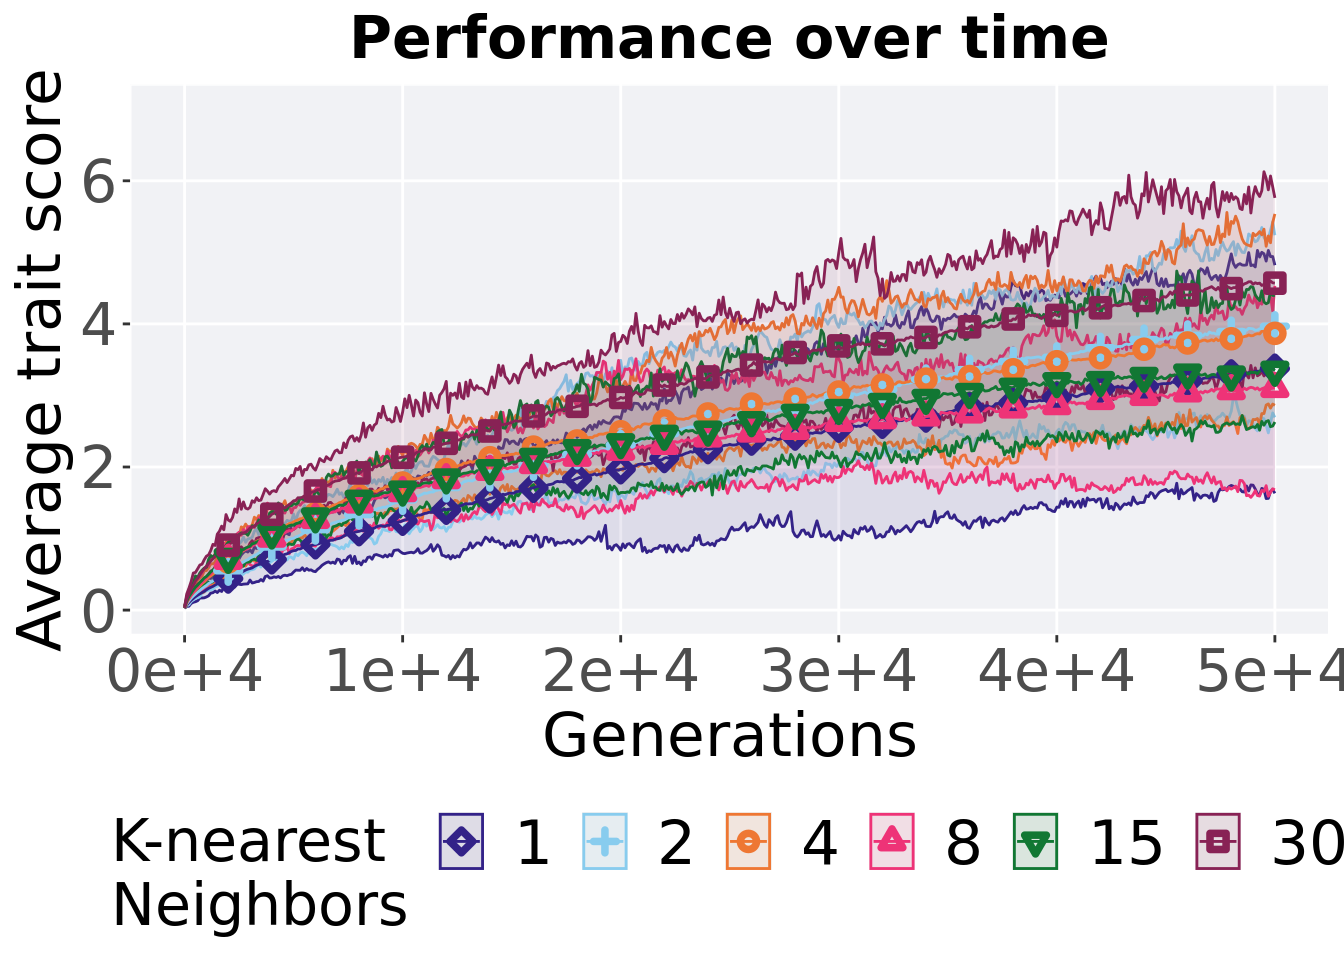 Performance over time
Average trait score
6
4
2
0
0e+4 1e+4 2e+4 3e+4 4e+4 5e+4
Generations
K-nearest
Neighbors
1 2 4 8 15 30